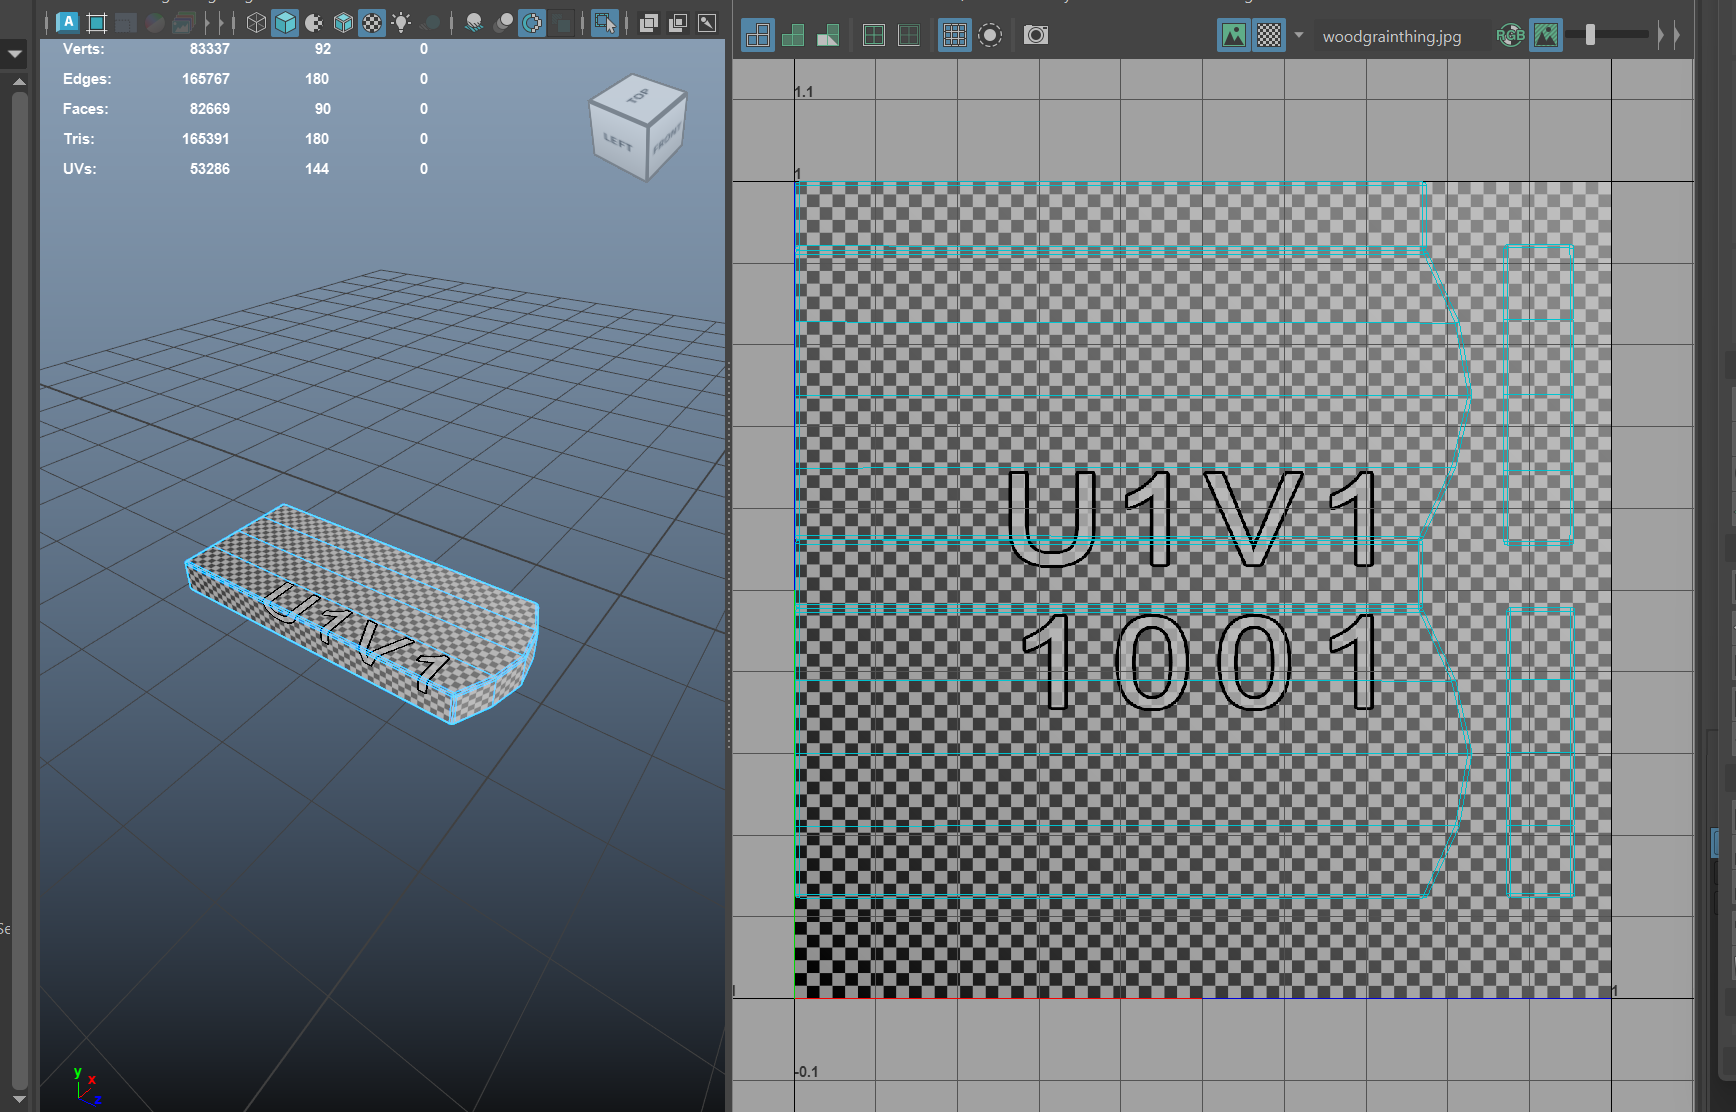 A
Verts: 83337 92 0
Edges: 165767 180 0
Faces: 82669 90 0
Tris: 165391 180 0
UVs: 53286 144 0
TOP
LEFT
FRONT
U1V1
y
x
z
Se
woodgrainthing.jpg
RGB
1.1
1
U1V1
1001
1
-0.1